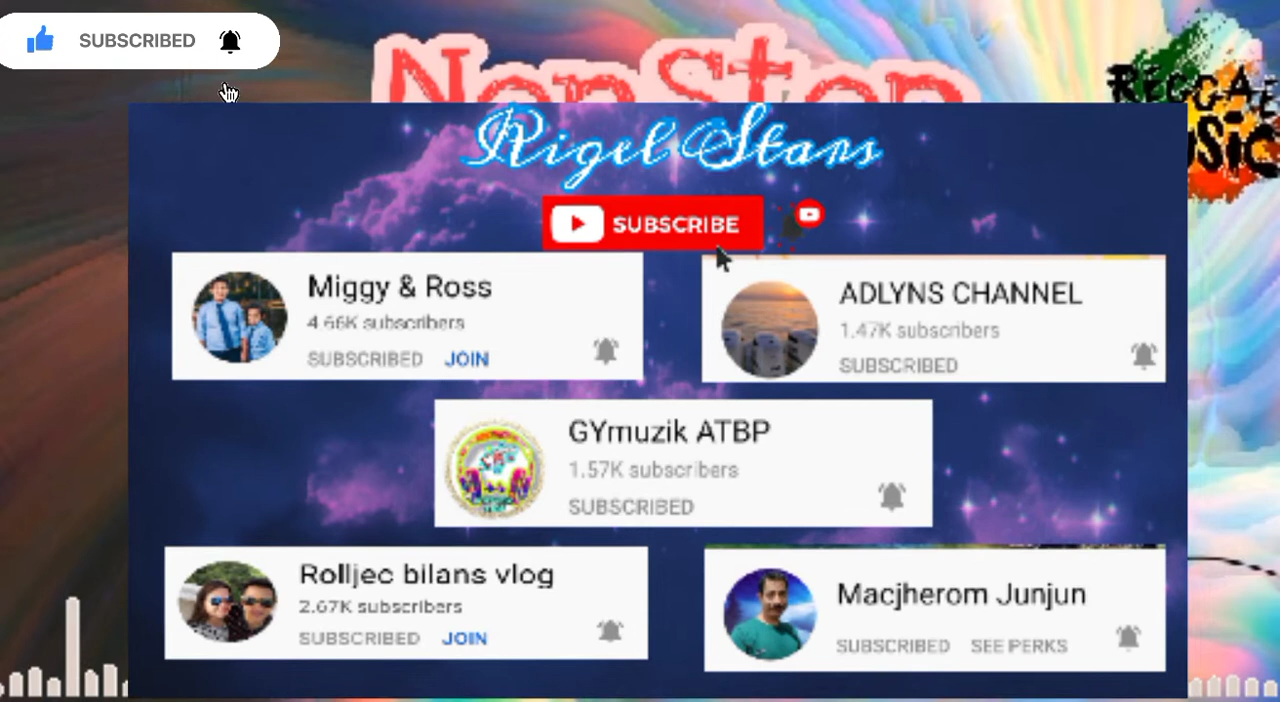 SUBSCRIBED
NonStop
REGGAE
MUSIC
Rigel Stars
SUBSCRIBE
Miggy & Ross
4.66K subscribers
SUBSCRIBED JOIN
ADLYNS CHANNEL
1.47K subscribers
SUBSCRIBED
GYmuzik ATBP
1.57K subscribers
SUBSCRIBED
Rolljec bilans vlog
2.67K subscribers
SUBSCRIBED JOIN
Macjherom Junjun
SUBSCRIBED SEE PERKS